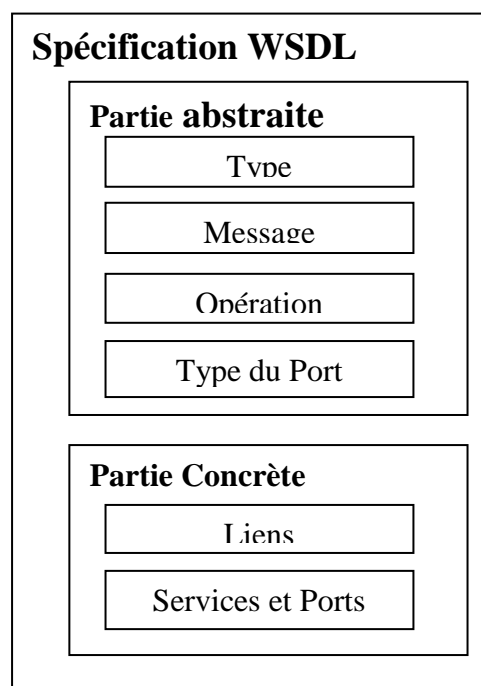 Spécification WSDL
Partie abstraite
Type
Message
Opération
Type du Port
Partie Concrète
Liens
Services et Ports